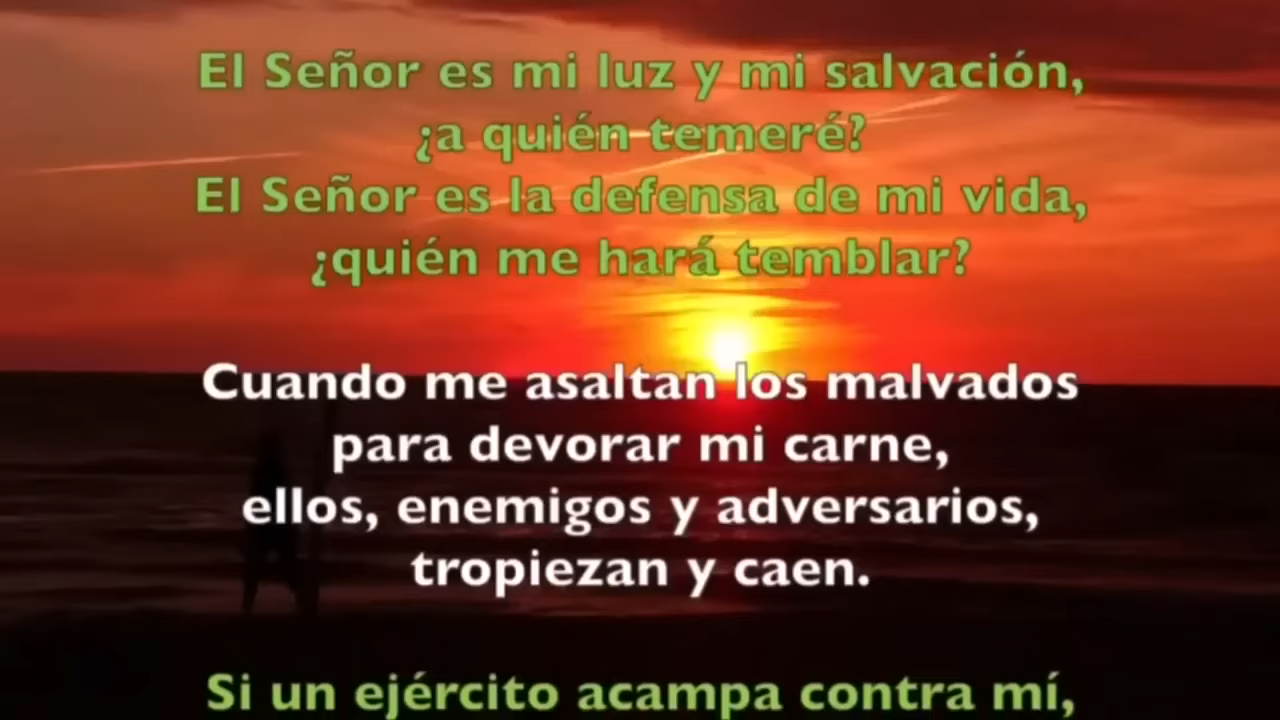 El Señor es mi luz y mi salvación,
¿a quién temeré?
El Señor es la defensa de mi vida,
¿quién me hará temblar?
Cuando me asaltan los malvados
para devorar mi carne,
ellos, enemigos y adversarios,
tropiezan y caen.
Si un ejército acampa contra mí,